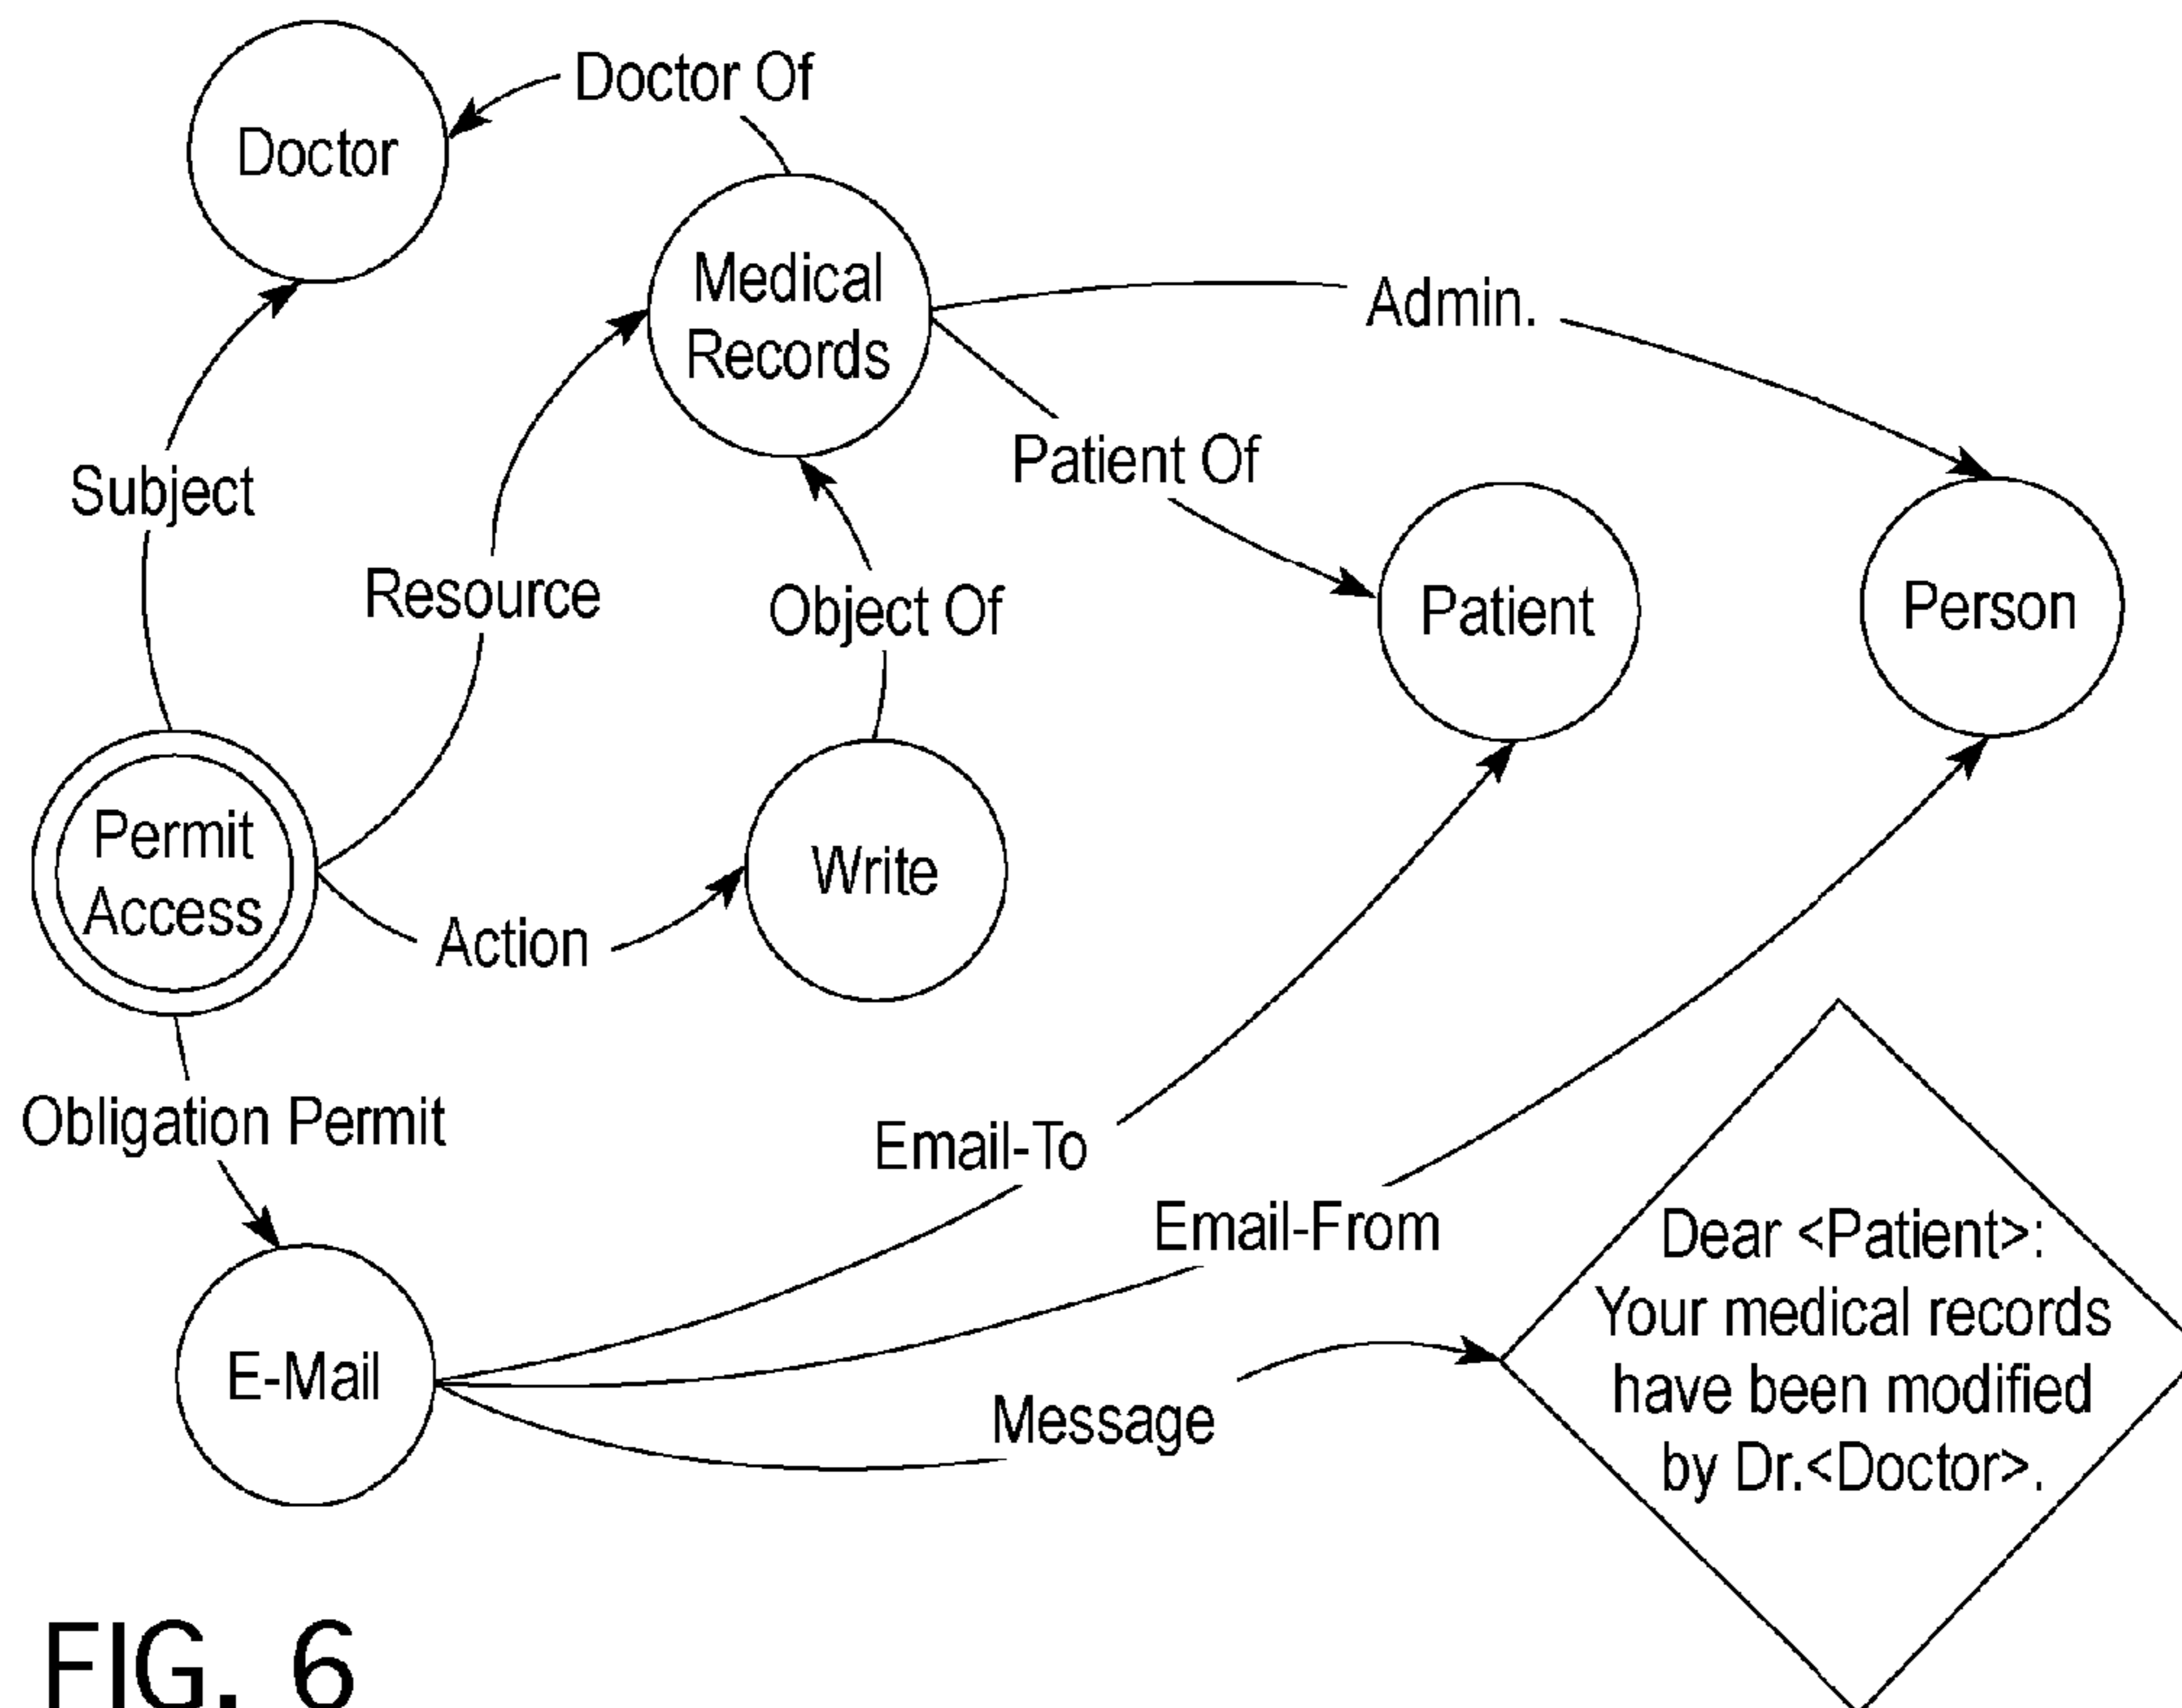 Doctor Of
Doctor
Medical
Records
Admin.
Patient Of
Subject
Resource
Object Of
Patient
Person
Permit
Access
Write
Action
Obligation Permit
Email-To
Email-From
Dear <Patient>:
Your medical records
have been modified
by Dr.<Doctor>.
E-Mail
Message
FIG. 6